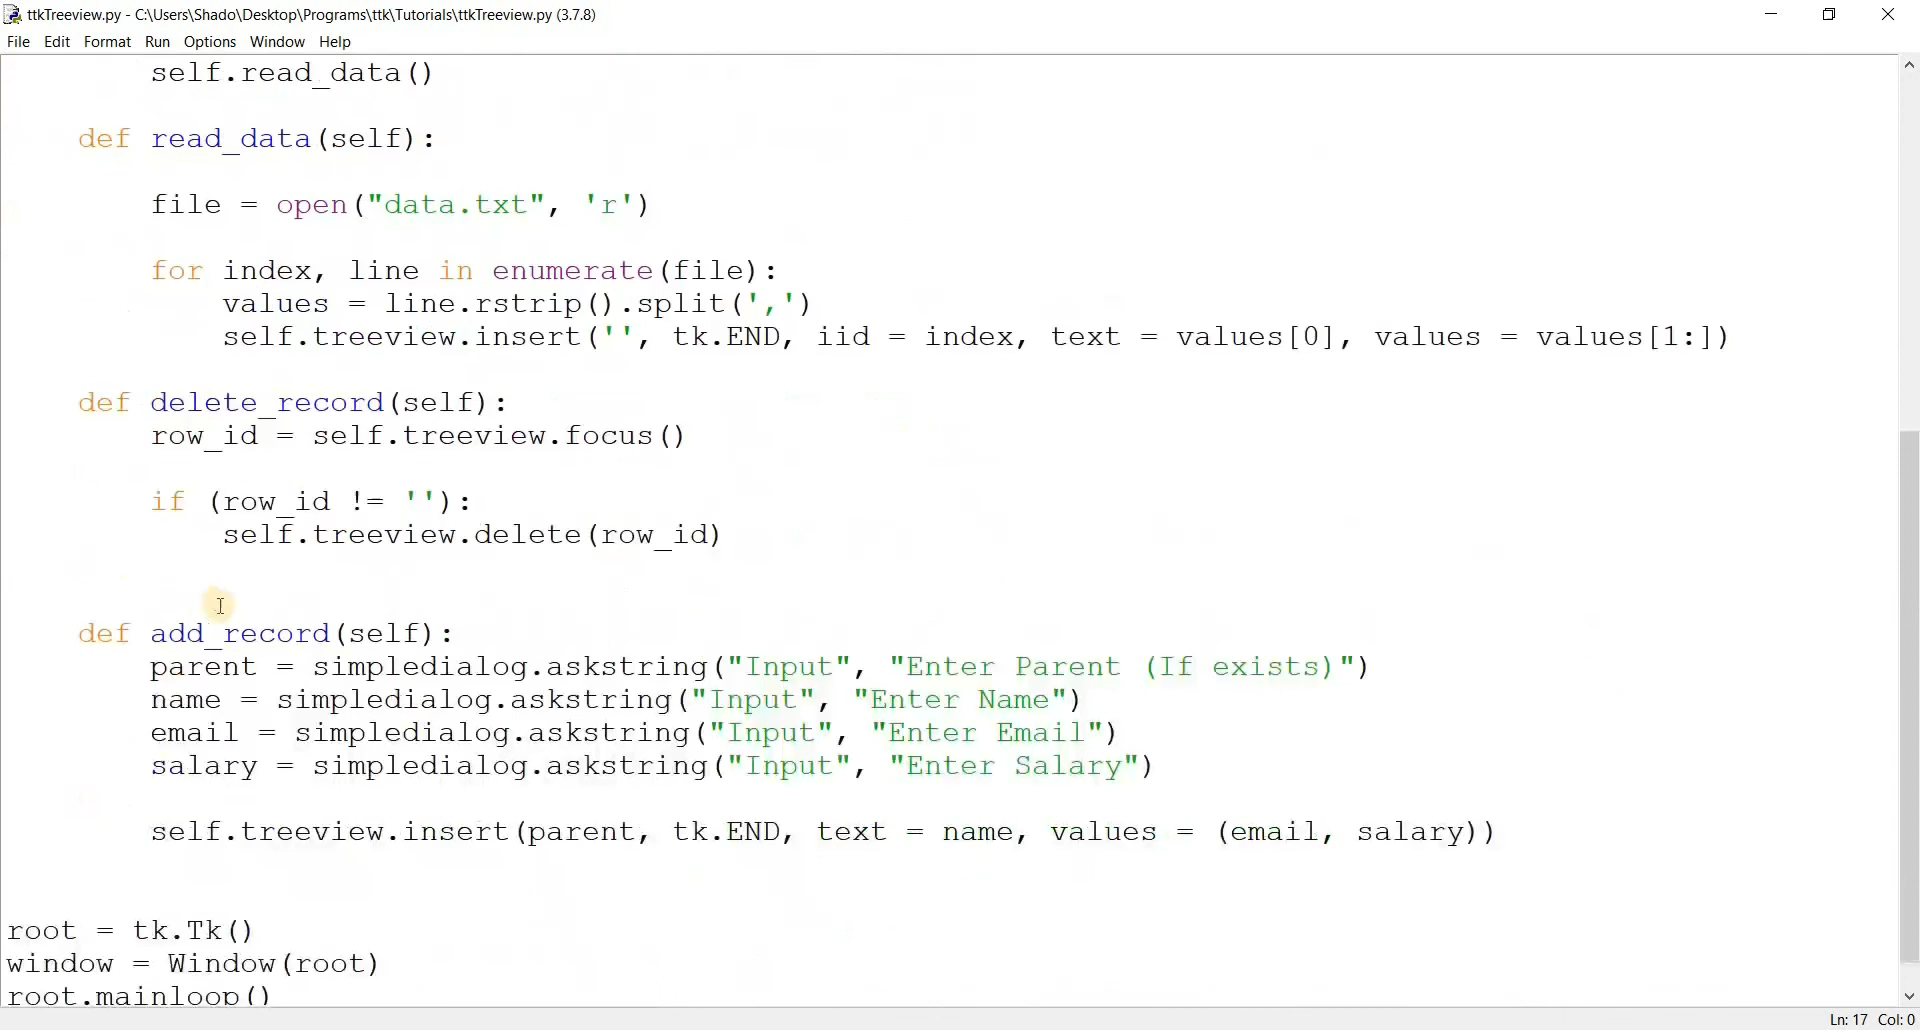 ttkTreeview.py - C:\Users\Shado\Desktop\Programs\ttk\Tutorials\ttkTreeview.py (3.7.8)
File Edit Format Run Options Window Help
        self.read_data()

    def read_data(self):

        file = open("data.txt", 'r')

        for index, line in enumerate(file):
            values = line.rstrip().split(',')
            self.treeview.insert('', tk.END, iid = index, text = values[0], values = values[1:])

    def delete_record(self):
        row_id = self.treeview.focus()

        if (row_id != ''):
            self.treeview.delete(row_id)


    def add_record(self):
        parent = simpledialog.askstring("Input", "Enter Parent (If exists)")
        name = simpledialog.askstring("Input", "Enter Name")
        email = simpledialog.askstring("Input", "Enter Email")
        salary = simpledialog.askstring("Input", "Enter Salary")

        self.treeview.insert(parent, tk.END, text = name, values = (email, salary))


root = tk.Tk()
window = Window(root)
root.mainloop()
Ln: 17 Col: 0